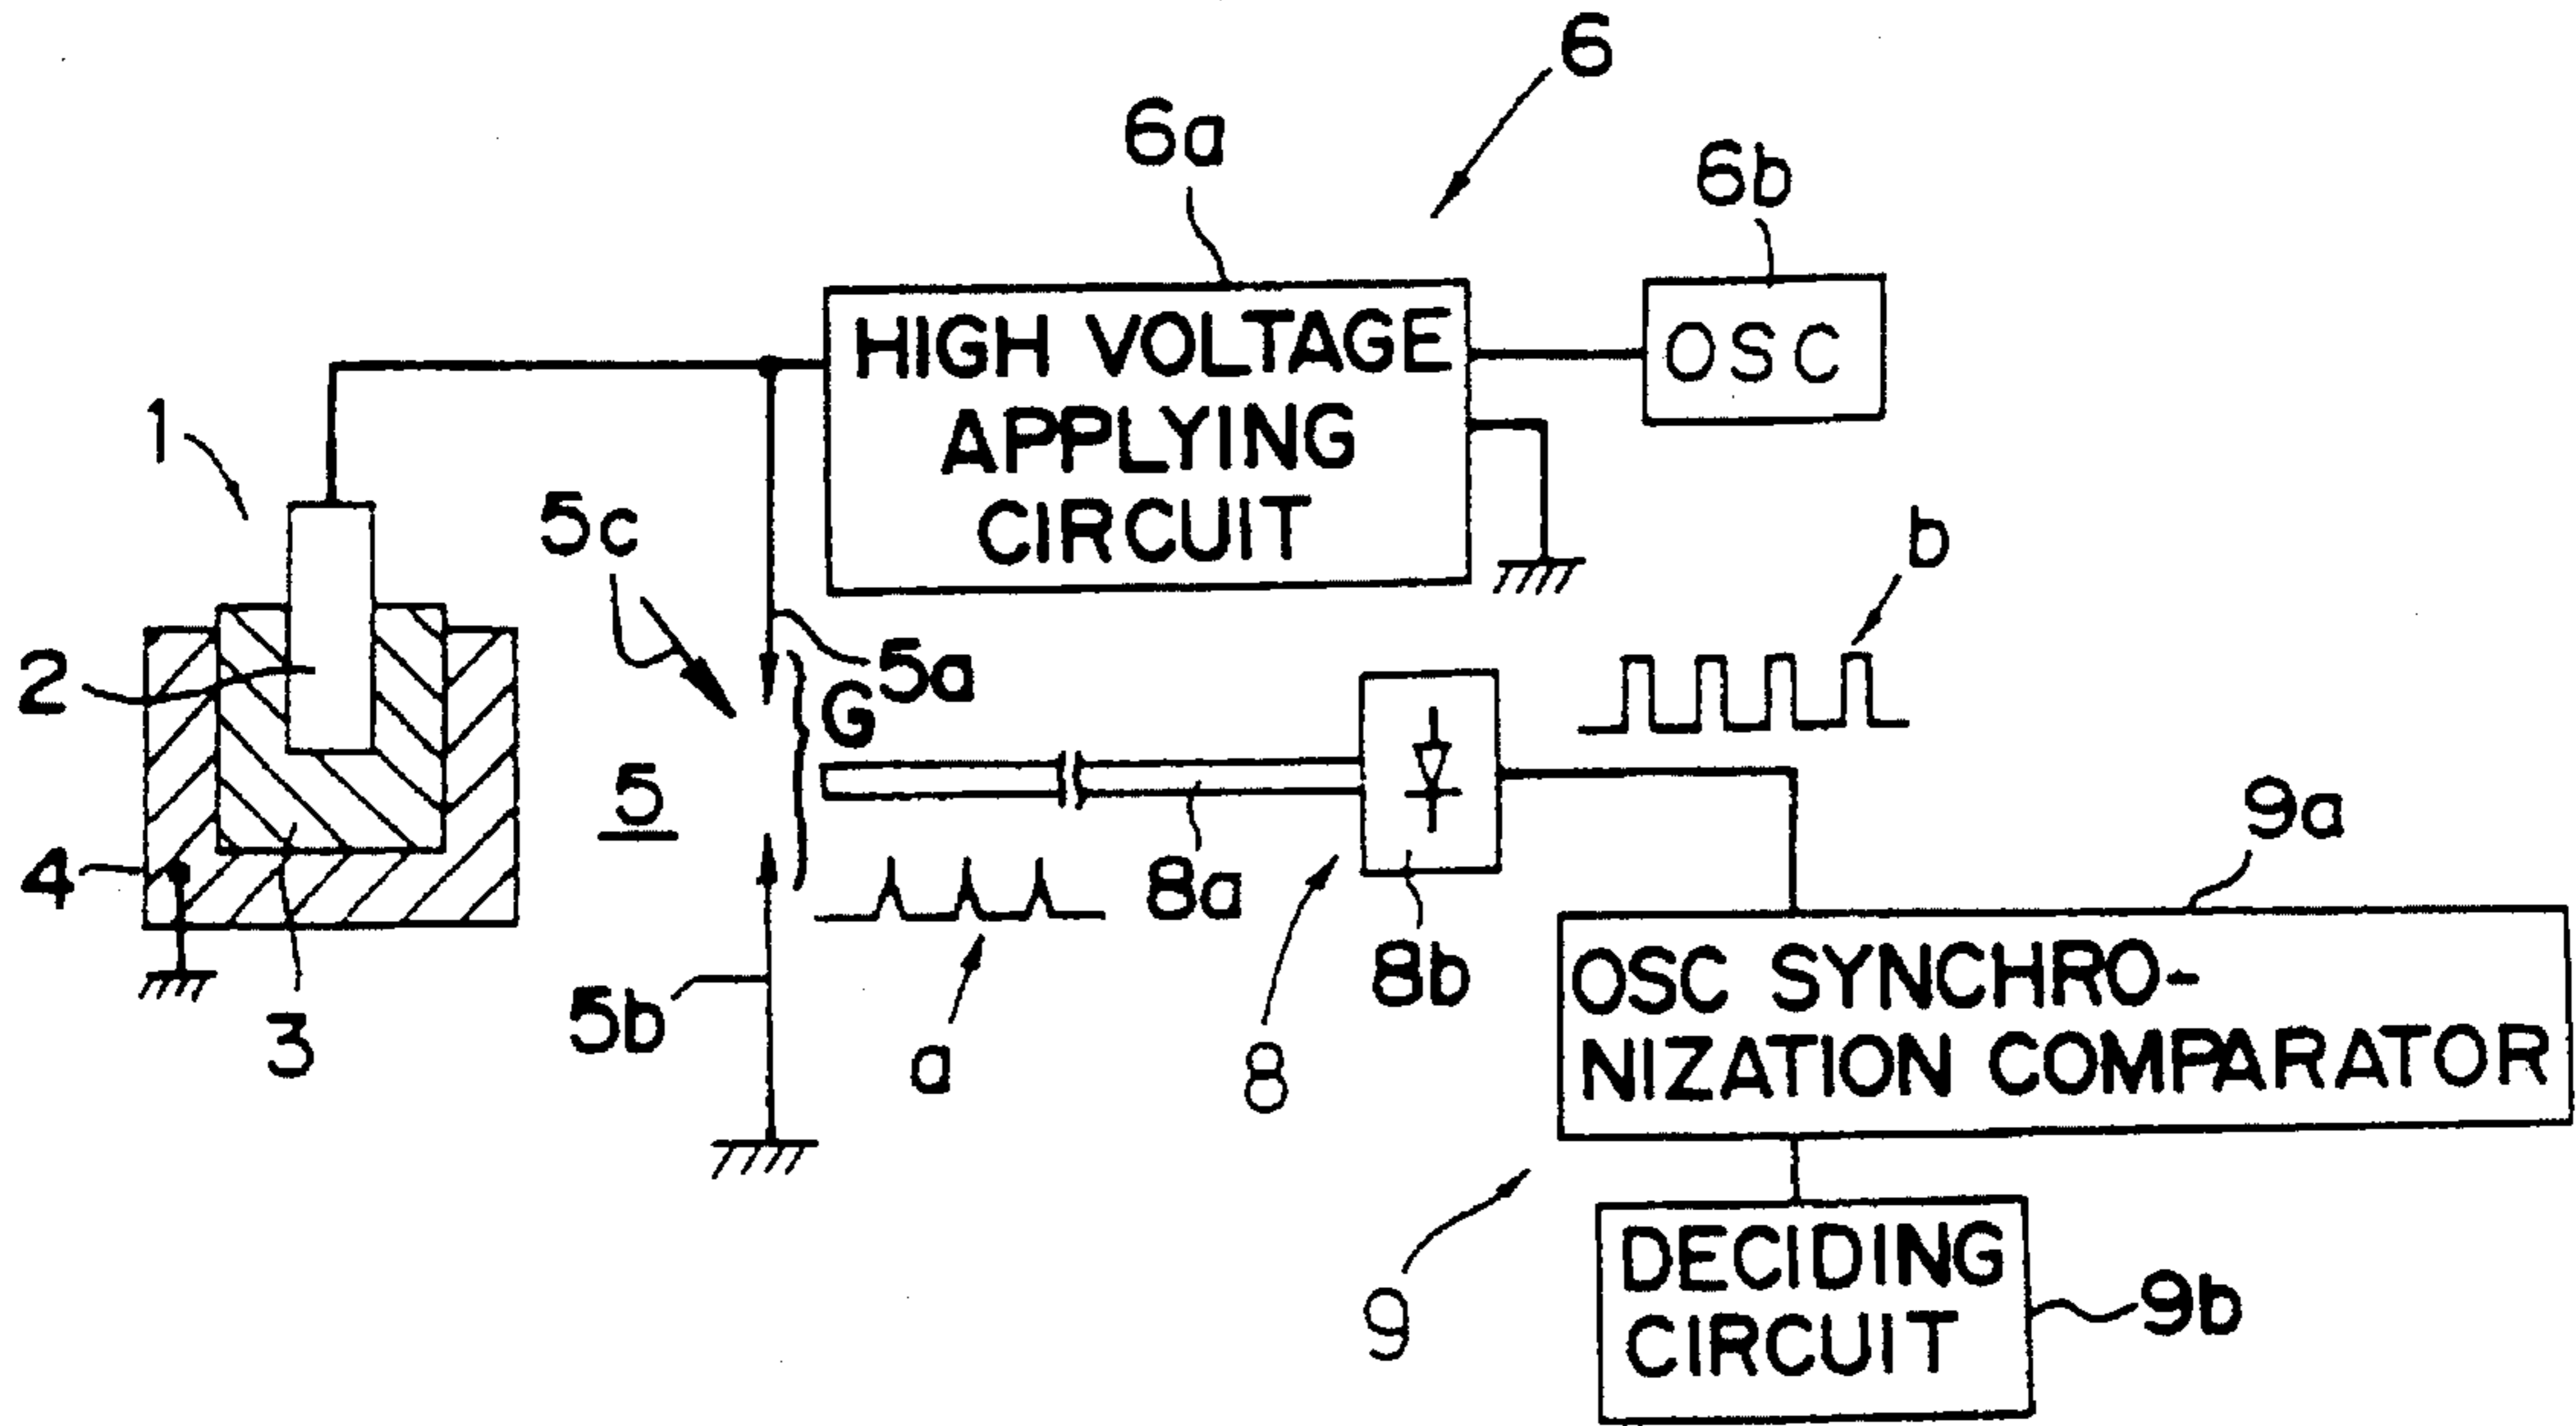 6
6a
6b
HIGH VOLTAGE
APPLYING
CIRCUIT
OSC
1
5c
b
2
5a
G
5
9a
4
8a
8b
5b
a
8
3
OSC SYNCHRO-
NIZATION COMPARATOR
9
DECIDING
CIRCUIT
9b